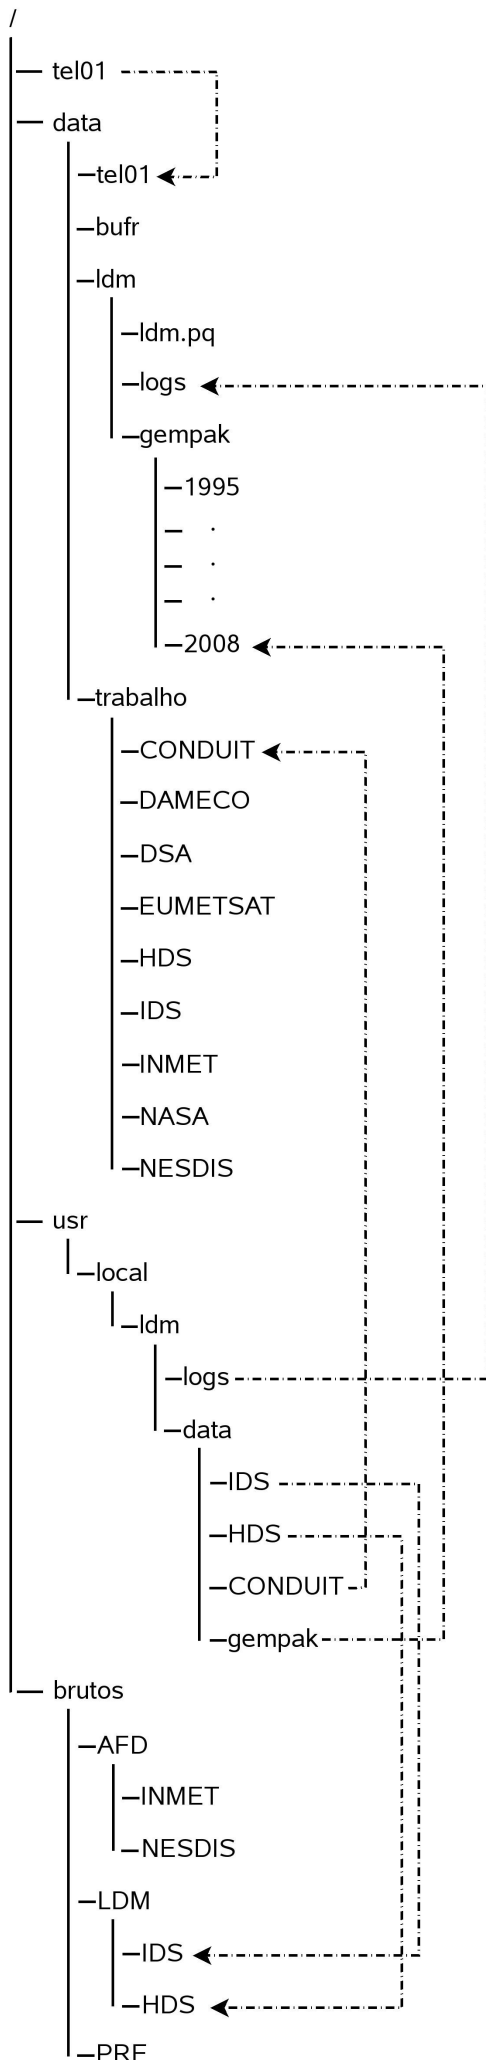 /
tel01
data
tel01
bufr
ldm
ldm.pq
logs
gempak
1995
.
.
.
2008
trabalho
CONDUIT
DAMECO
DSA
EUMETSAT
HDS
IDS
INMET
NASA
NESDIS
usr
local
ldm
logs
data
IDS
HDS
CONDUIT
gempak
brutos
AFD
INMET
NESDIS
LDM
IDS
HDS